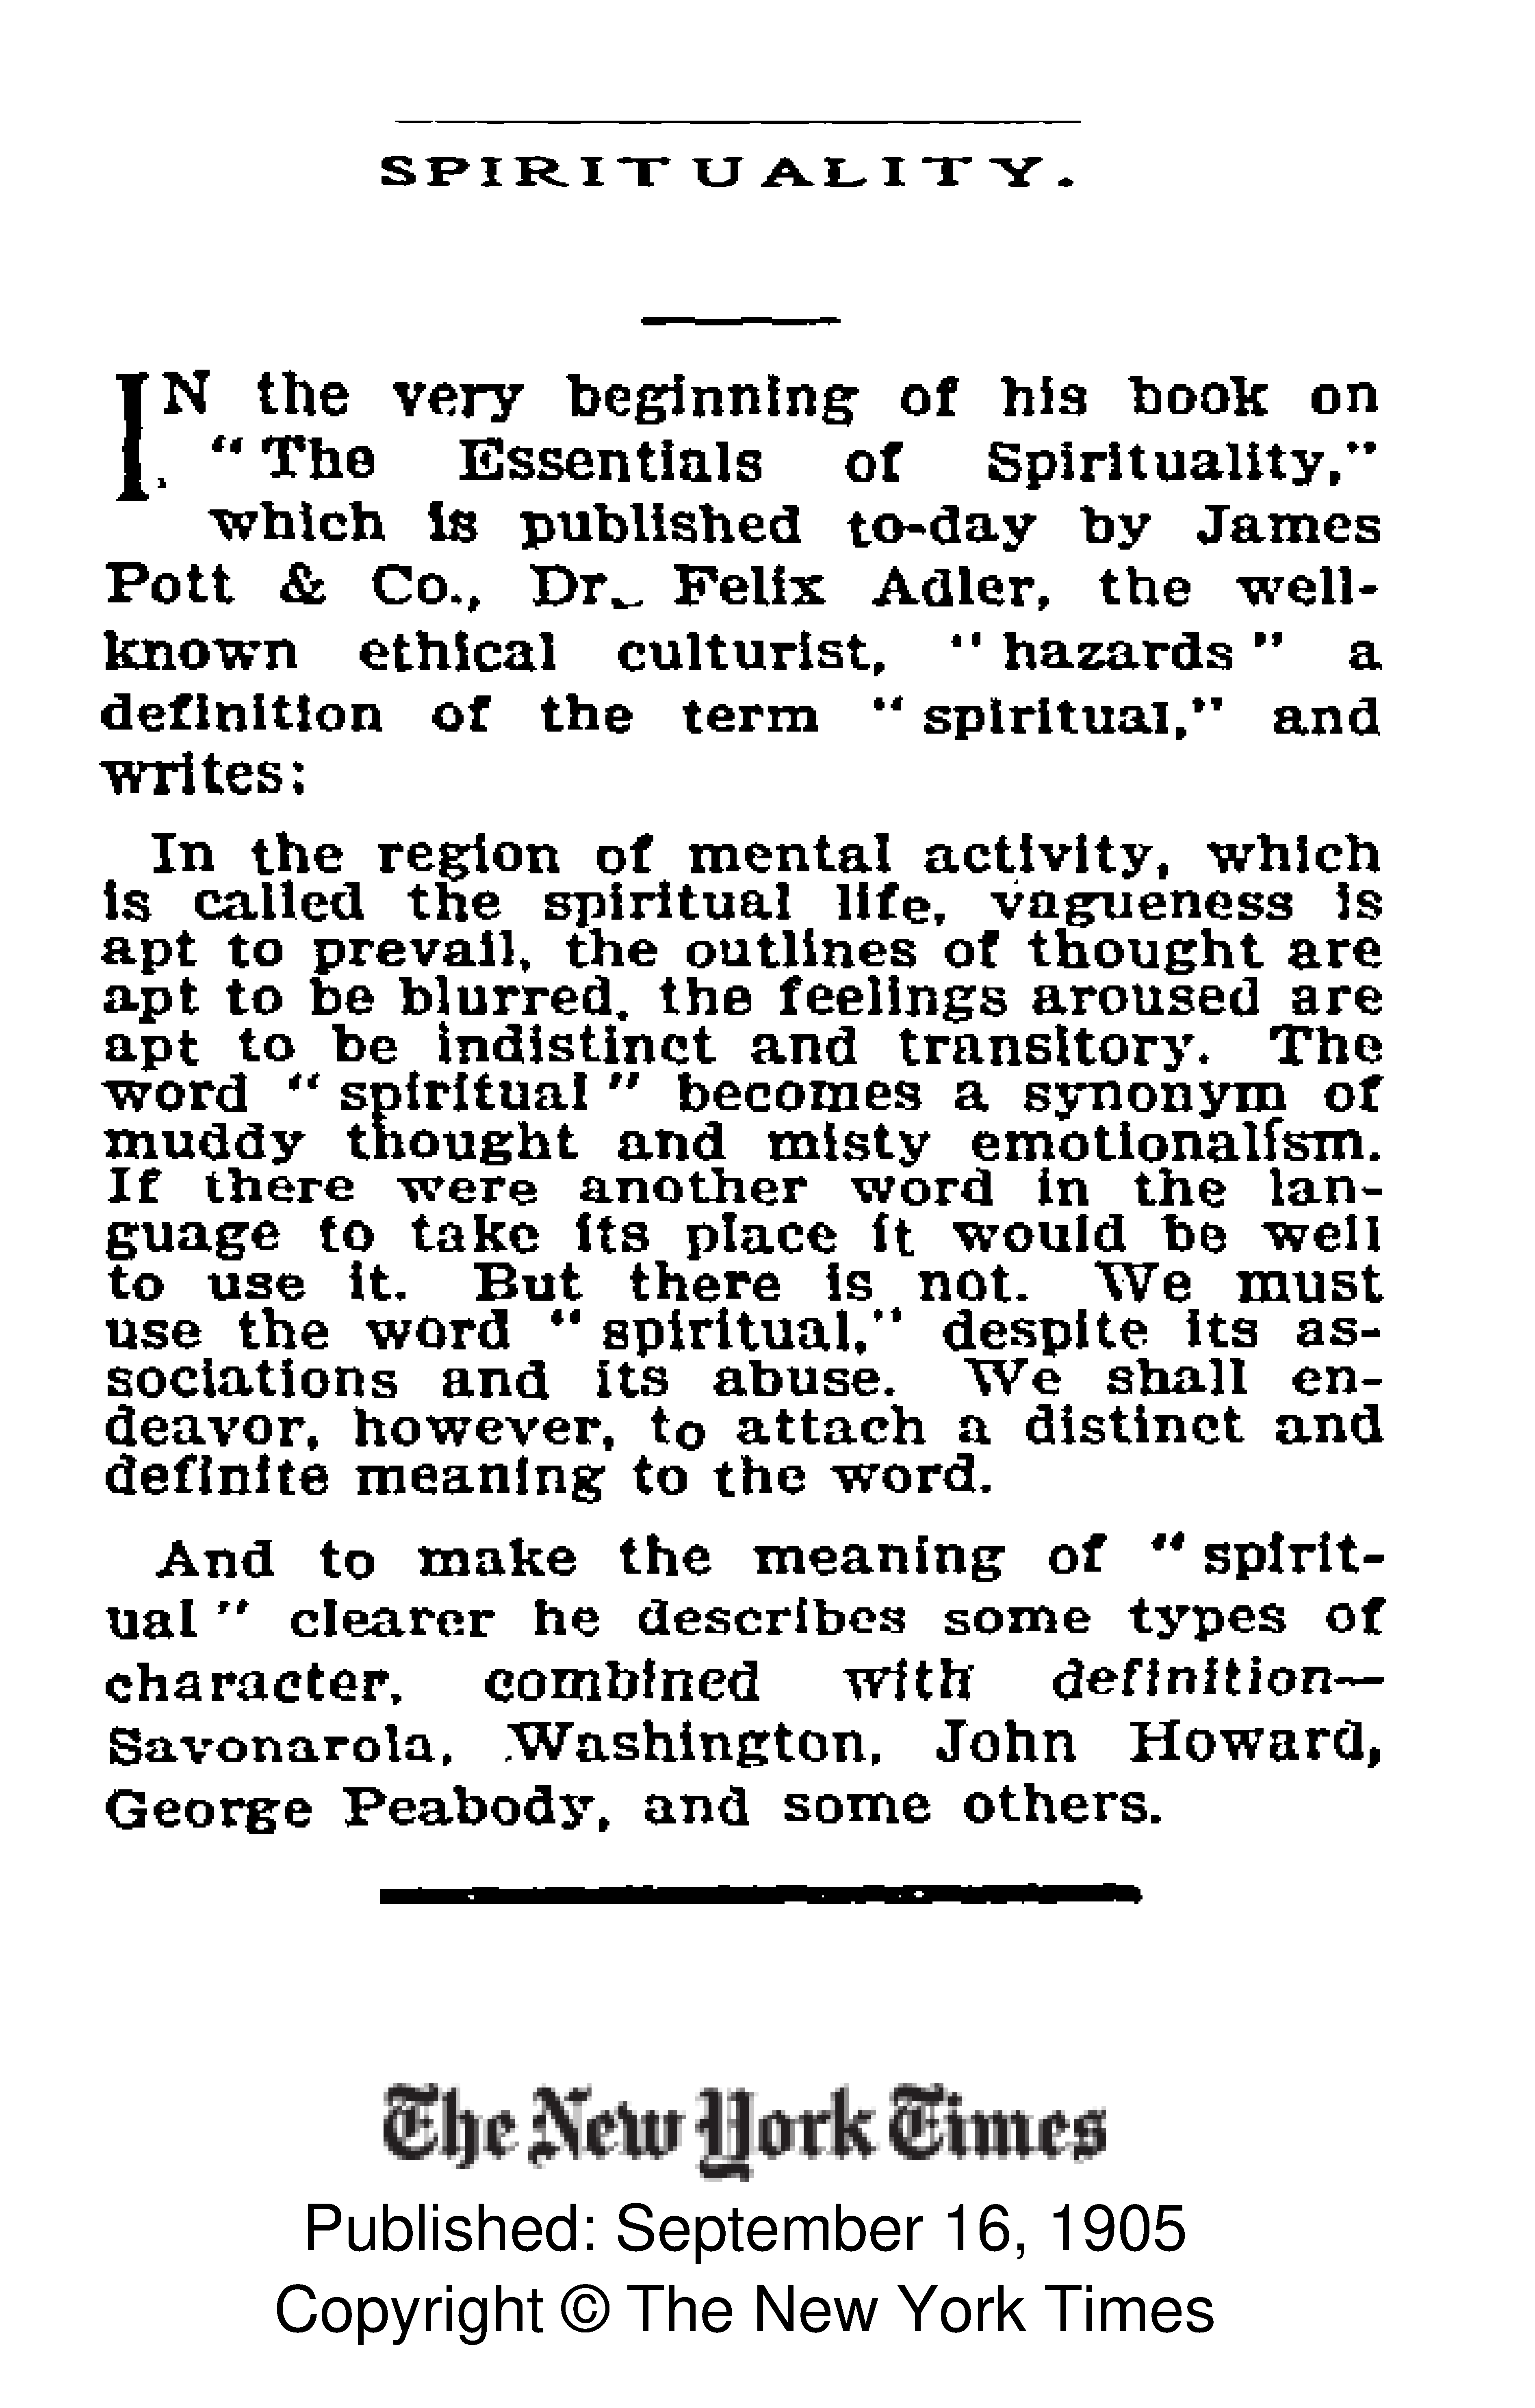 SPIRITUALITY.
IN the very beginning of his book on
"The Essentials of Spirituality,"
which is published to-day by James
Pott & Co., Dr. Felix Adler, the well-
known ethical culturist, "hazards" a
definition of the term "spiritual," and
writes:
In the region of mental activity, which
is called the spiritual life, vagueness is
apt to prevail, the outlines of thought are
apt to be blurred, the feelings aroused are
apt to be indistinct and transitory. The
word "spiritual" becomes a synonym of
muddy thought and misty emotionalism.
If there were another word in the lan-
guage to take its place it would be well
to use it. But there is not. We must
use the word "spiritual," despite its as-
sociations and its abuse. We shall en-
deavor, however, to attach a distinct and
definite meaning to the word.
And to make the meaning of "spirit-
ual" clearer he describes some types of
character, combined with definition—
Savonarola, Washington, John Howard,
George Peabody, and some others.
The New York Times
Published: September 16, 1905
Copyright © The New York Times